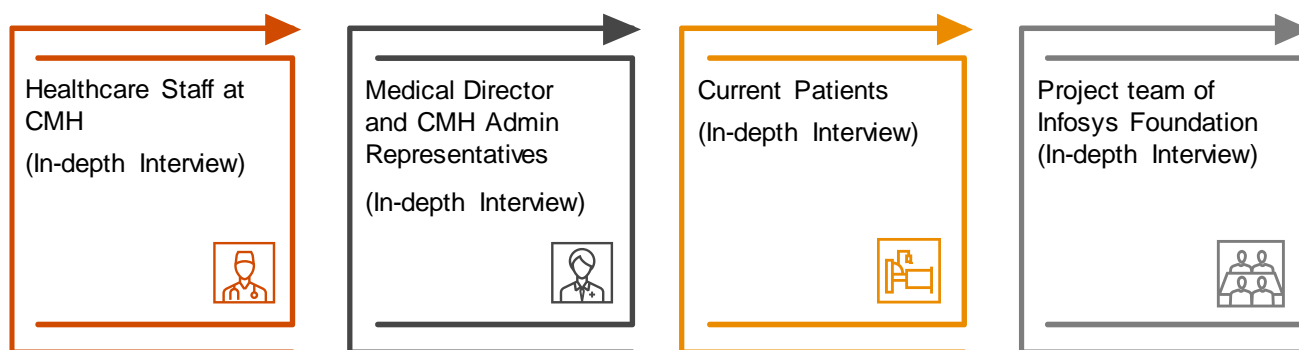 Healthcare Staff at
CMH
(In-depth Interview)
Medical Director
and CMH Admin
Representatives
(In-depth Interview)
Current Patients
(In-depth Interview)
Project team of
Infosys Foundation
(In-depth Interview)